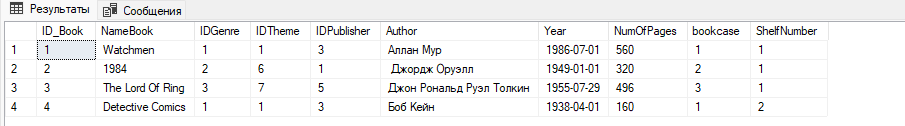 Результаты Сообщения
ID_Book NameBook IDGenre IDTheme IDPublisher Author Year NumOfPages bookcase ShelfNumber
1 1 Watchmen 1 1 3 Аллан Мур 1986-07-01 560 1 1
2 2 1984 2 6 1 Джордж Оруэлл 1949-01-01 320 2 1
3 3 The Lord Of Ring 3 7 5 Джон Рональд Руэл Толкин 1955-07-29 496 3 1
4 4 Detective Comics 1 1 3 Боб Кейн 1938-04-01 160 1 2